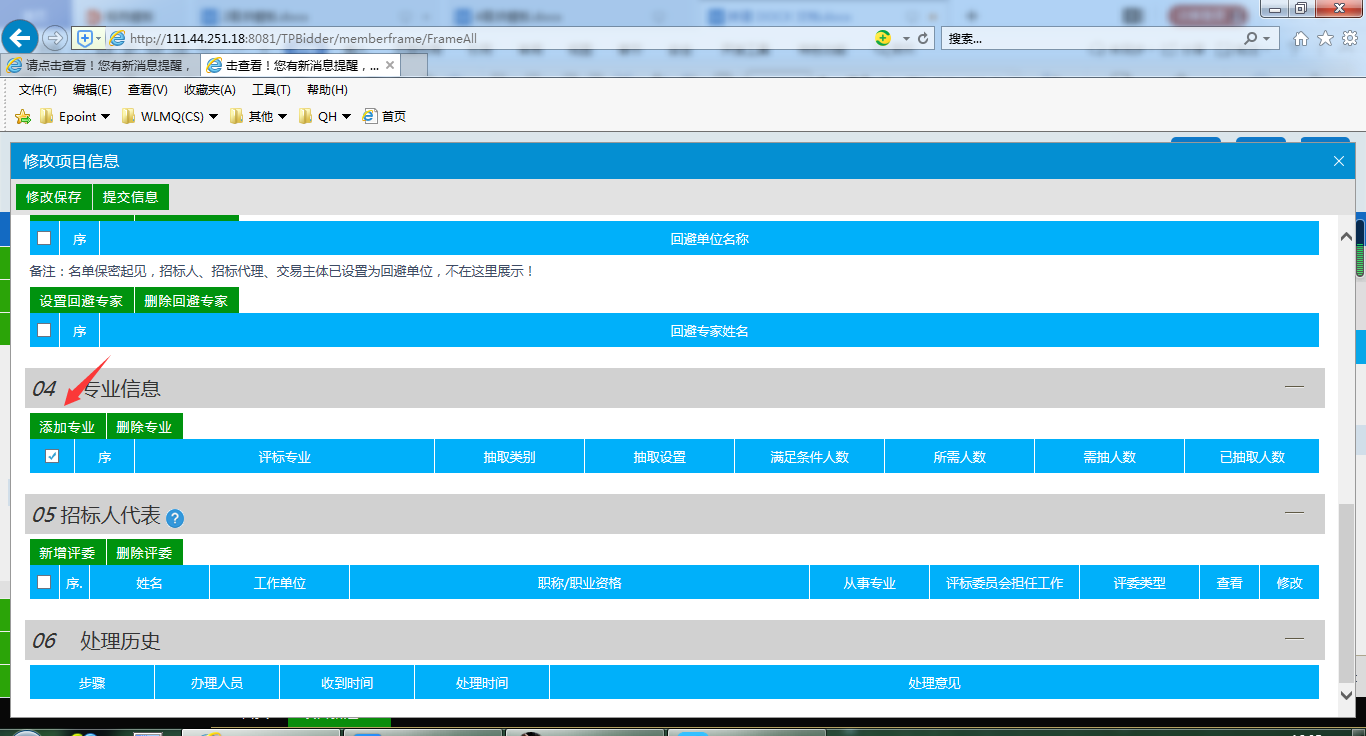 http://111.44.251.18:8081/TPBidder/memberframe/FrameAll
搜索...
请点击查看！您有新消息提醒，
击查看！您有新消息提醒，...
文件(F) 编辑(E) 查看(V) 收藏夹(A) 工具(T) 帮助(H)
Epoint WLMQ(CS) 其他 QH 首页
修改项目信息
修改保存 提交信息
序 回避单位名称
备注：名单保密起见，招标人、招标代理、交易主体已设置为回避单位，不在这里展示！
设置回避专家 删除回避专家
序 回避专家姓名
04 专业信息
添加专业 删除专业
序 评标专业 抽取类别 抽取设置 满足条件人数 所需人数 需抽人数 已抽取人数
05 招标人代表 ?
新增评委 删除评委
序. 姓名 工作单位 职称/职业资格 从事专业 评标委员会担任工作 评委类型 查看 修改
06 处理历史
步骤 办理人员 收到时间 处理时间 处理意见